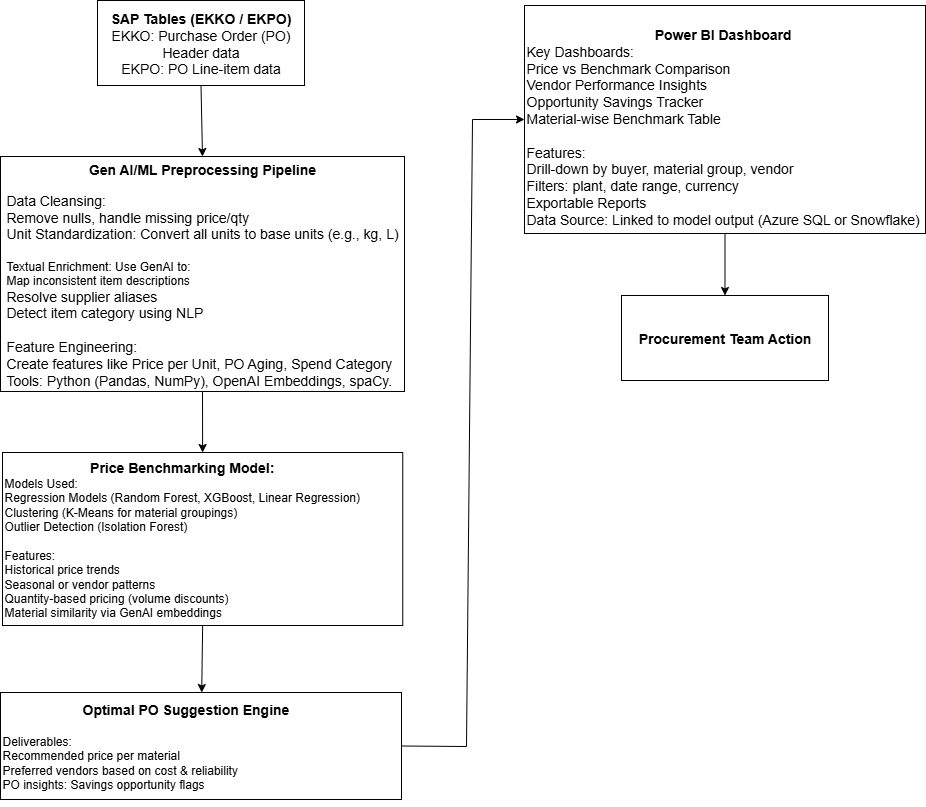 SAP Tables (EKKO / EKPO)
EKKO: Purchase Order (PO)
Header data
EKPO: PO Line-item data
Gen AI/ML Preprocessing Pipeline
Data Cleansing:
Remove nulls, handle missing price/qty
Unit Standardization: Convert all units to base units (e.g., kg, L)
Textual Enrichment: Use GenAI to:
Map inconsistent item descriptions
Resolve supplier aliases
Detect item category using NLP
Feature Engineering:
Create features like Price per Unit, PO Aging, Spend Category
Tools: Python (Pandas, NumPy), OpenAI Embeddings, spaCy.
Price Benchmarking Model:
Models Used:
Regression Models (Random Forest, XGBoost, Linear Regression)
Clustering (K-Means for material groupings)
Outlier Detection (Isolation Forest)
Features:
Historical price trends
Seasonal or vendor patterns
Quantity-based pricing (volume discounts)
Material similarity via GenAI embeddings
Optimal PO Suggestion Engine
Deliverables:
Recommended price per material
Preferred vendors based on cost & reliability
PO insights: Savings opportunity flags
Power BI Dashboard
Key Dashboards:
Price vs Benchmark Comparison
Vendor Performance Insights
Opportunity Savings Tracker
Material-wise Benchmark Table
Features:
Drill-down by buyer, material group, vendor
Filters: plant, date range, currency
Exportable Reports
Data Source: Linked to model output (Azure SQL or Snowflake)
Procurement Team Action